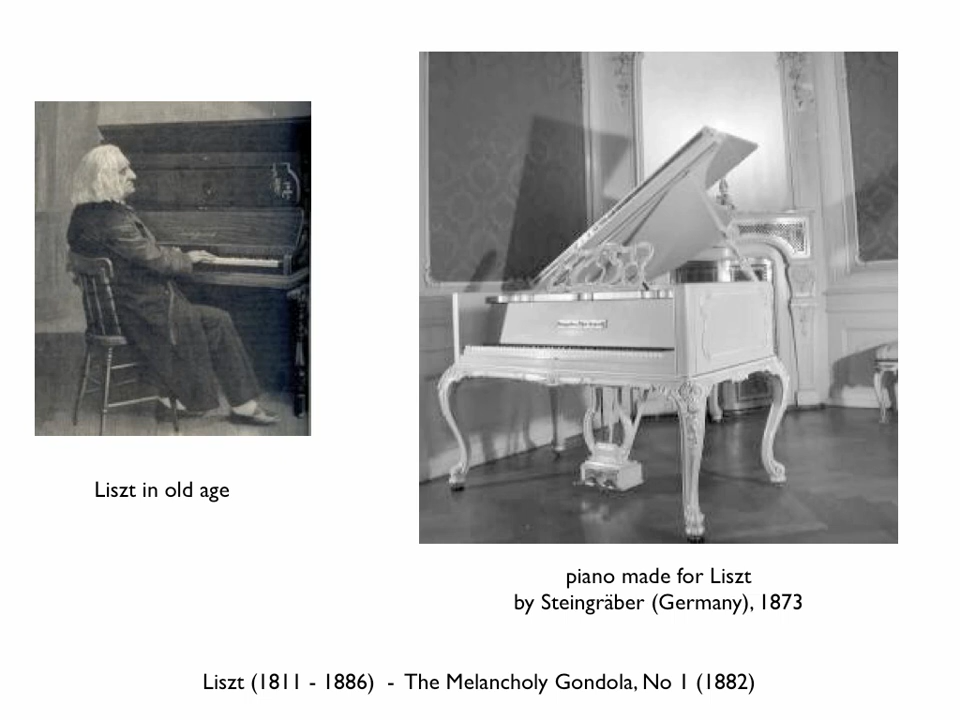 Liszt in old age
piano made for Liszt
by Steingräber (Germany), 1873
Liszt (1811 - 1886)  -  The Melancholy Gondola, No 1 (1882)